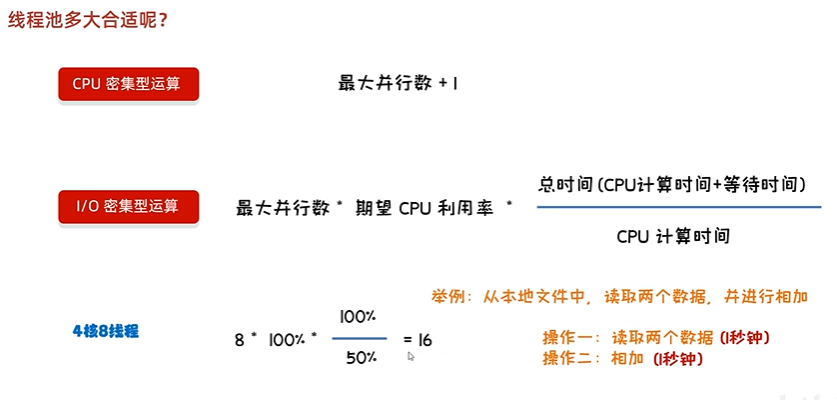 线程池多大合适呢？
CPU 密集型运算
最大并行数 + 1
I/O 密集型运算
最大并行数 * 期望 CPU 利用率 *
总时间(CPU计算时间+等待时间)
CPU 计算时间
举例：从本地文件中，读取两个数据，并进行相加
4核8线程
8 * 100% *
100%
50%
= 16
操作一：读取两个数据 (1秒钟)
操作二：相加 (1秒钟)